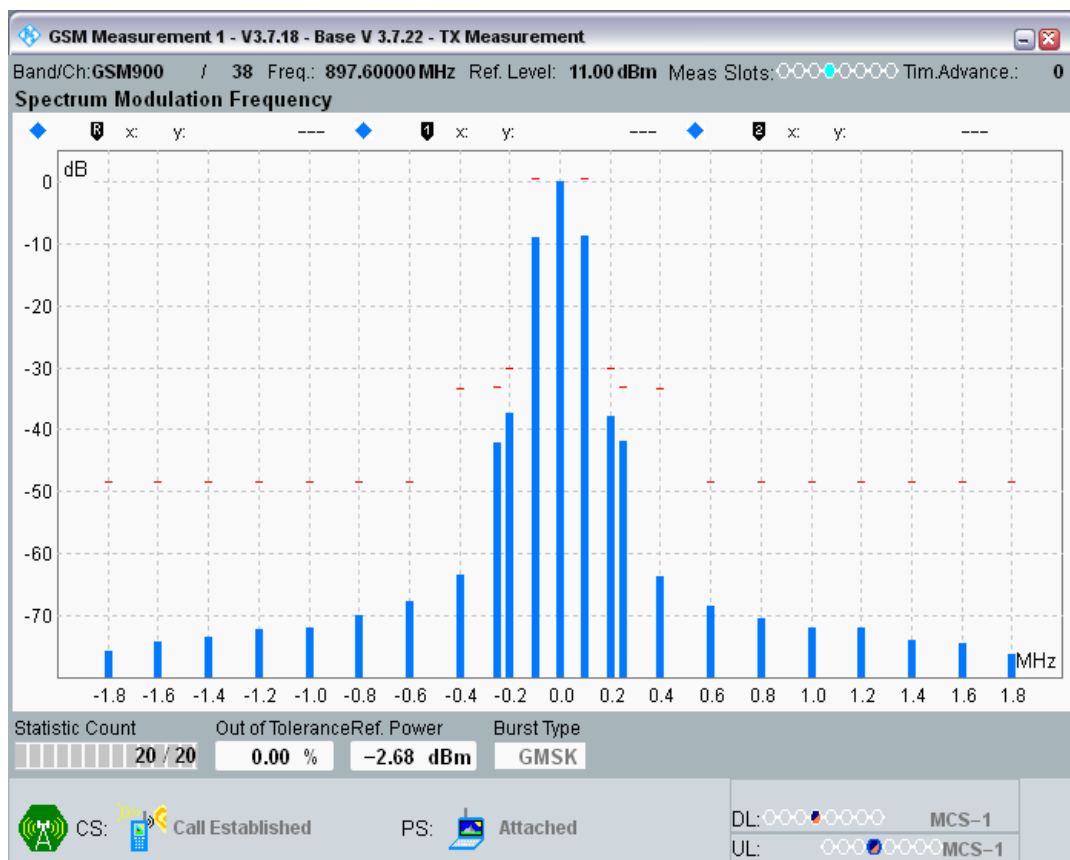 GSM Measurement 1 - V3.7.18 - Base V 3.7.22 - TX Measurement
Band/Ch:GSM900 / 38 Freq.: 897.60000 MHz Ref. Level: 11.00 dBm Meas Slots: Tim.Advance.: 0
Spectrum Modulation Frequency
R x: y: --- 1 x: y: --- 2 x: y: ---
dB
0
-10
-20
-30
-40
-50
-60
-70
MHz
-1.8 -1.6 -1.4 -1.2 -1.0 -0.8 -0.6 -0.4 -0.2 0.0 0.2 0.4 0.6 0.8 1.0 1.2 1.4 1.6 1.8
Statistic Count Out of Tolerance Ref. Power Burst Type
20 / 20 0.00 % −2.68 dBm GMSK
CS: Call Established PS: Attached DL: MCS−1
UL: MCS−1